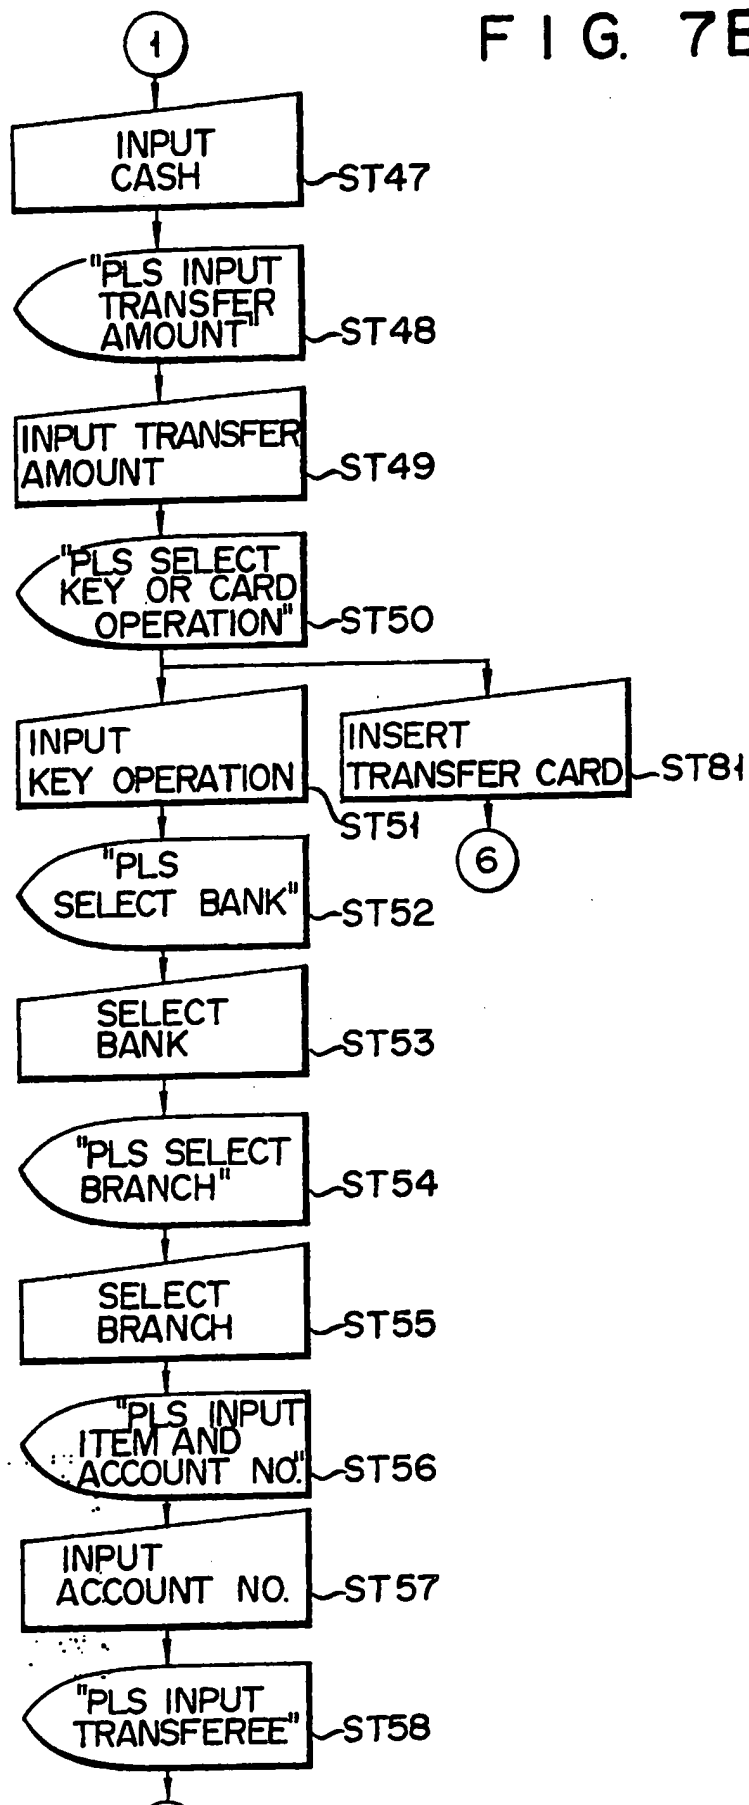 FIG. 7B
1
INPUT
CASH
ST47
"PLS INPUT
TRANSFER
AMOUNT"
ST48
INPUT TRANSFER
AMOUNT
ST49
"PLS SELECT
KEY OR CARD
OPERATION"
ST50
INPUT
KEY OPERATION
ST51
INSERT
TRANSFER CARD
ST81
6
"PLS
SELECT BANK"
ST52
SELECT
BANK
ST53
"PLS SELECT
BRANCH"
ST54
SELECT
BRANCH
ST55
"PLS INPUT
ITEM AND
ACCOUNT NO."
ST56
INPUT
ACCOUNT NO.
ST57
"PLS INPUT
TRANSFEREE"
ST58